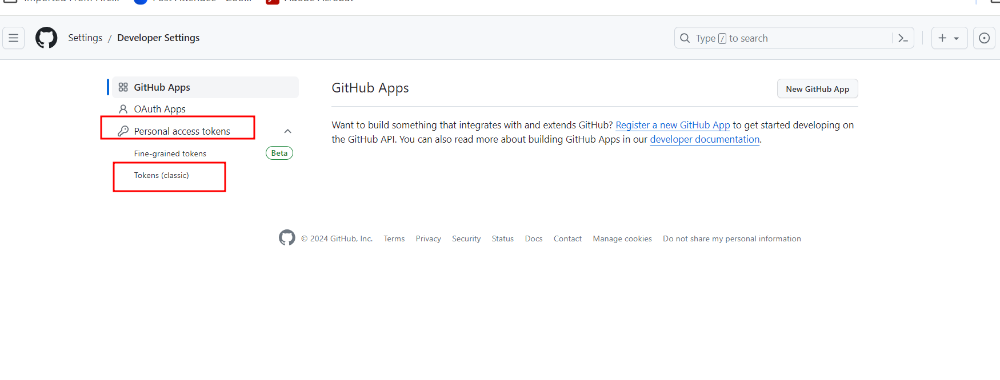 Settings / Developer Settings
Type / to search
GitHub Apps
OAuth Apps
Personal access tokens
Fine-grained tokens
Beta
Tokens (classic)
GitHub Apps
New GitHub App
Want to build something that integrates with and extends GitHub? Register a new GitHub App to get started developing on
the GitHub API. You can also read more about building GitHub Apps in our developer documentation.
© 2024 GitHub, Inc. Terms Privacy Security Status Docs Contact Manage cookies Do not share my personal information